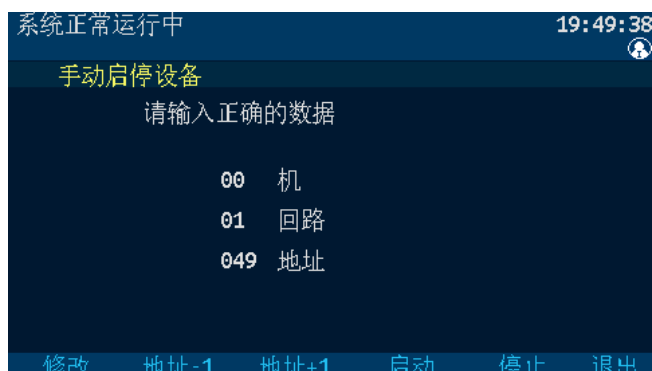 系统正常运行中 19:49:38
手动启停设备
请输入正确的数据
00 机
01 回路
049 地址
修改 地址-1 地址+1 启动 停止 退出